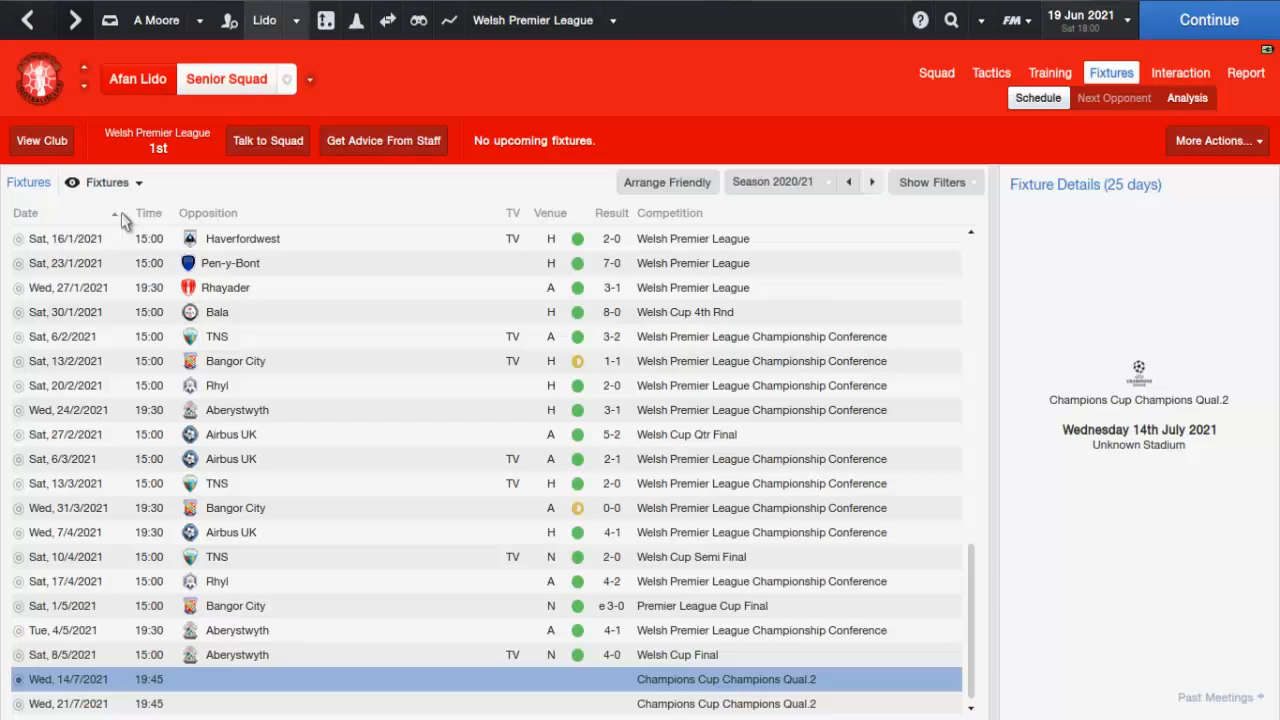 A Moore Lido Welsh Premier League FM 19 Jun 2021 Continue
Sat 18:00
Afan Lido Senior Squad Squad Tactics Training Fixtures Interaction Report
Schedule Next Opponent Analysis
View Club Welsh Premier League 1st Talk to Squad Get Advice From Staff No upcoming fixtures. More Actions...
Fixtures Fixtures Arrange Friendly Season 2020/21 Show Filters Fixture Details (25 days)
Date Time Opposition TV Venue Result Competition
Sat, 16/1/2021 15:00 Haverfordwest TV H 2-0 Welsh Premier League
Sat, 23/1/2021 15:00 Pen-y-Bont H 7-0 Welsh Premier League
Wed, 27/1/2021 19:30 Rhayader A 3-1 Welsh Premier League
Sat, 30/1/2021 15:00 Bala H 8-0 Welsh Cup 4th Rnd
Sat, 6/2/2021 15:00 TNS TV A 3-2 Welsh Premier League Championship Conference
Sat, 13/2/2021 15:00 Bangor City TV H 1-1 Welsh Premier League Championship Conference
Sat, 20/2/2021 15:00 Rhyl H 2-0 Welsh Premier League Championship Conference
Wed, 24/2/2021 19:30 Aberystwyth H 3-1 Welsh Premier League Championship Conference
Sat, 27/2/2021 15:00 Airbus UK A 5-2 Welsh Cup Qtr Final
Sat, 6/3/2021 15:00 Airbus UK TV A 2-1 Welsh Premier League Championship Conference
Sat, 13/3/2021 15:00 TNS TV H 2-0 Welsh Premier League Championship Conference
Wed, 31/3/2021 19:30 Bangor City A 0-0 Welsh Premier League Championship Conference
Wed, 7/4/2021 19:30 Airbus UK H 4-1 Welsh Premier League Championship Conference
Sat, 10/4/2021 15:00 TNS TV N 2-0 Welsh Cup Semi Final
Sat, 17/4/2021 15:00 Rhyl A 4-2 Welsh Premier League Championship Conference
Sat, 1/5/2021 15:00 Bangor City N e 3-0 Premier League Cup Final
Tue, 4/5/2021 19:30 Aberystwyth A 4-1 Welsh Premier League Championship Conference
Sat, 8/5/2021 15:00 Aberystwyth TV N 4-0 Welsh Cup Final
Wed, 14/7/2021 19:45 Champions Cup Champions Qual.2
Wed, 21/7/2021 19:45 Champions Cup Champions Qual.2
Champions Cup Champions Qual.2
Wednesday 14th July 2021
Unknown Stadium
Past Meetings